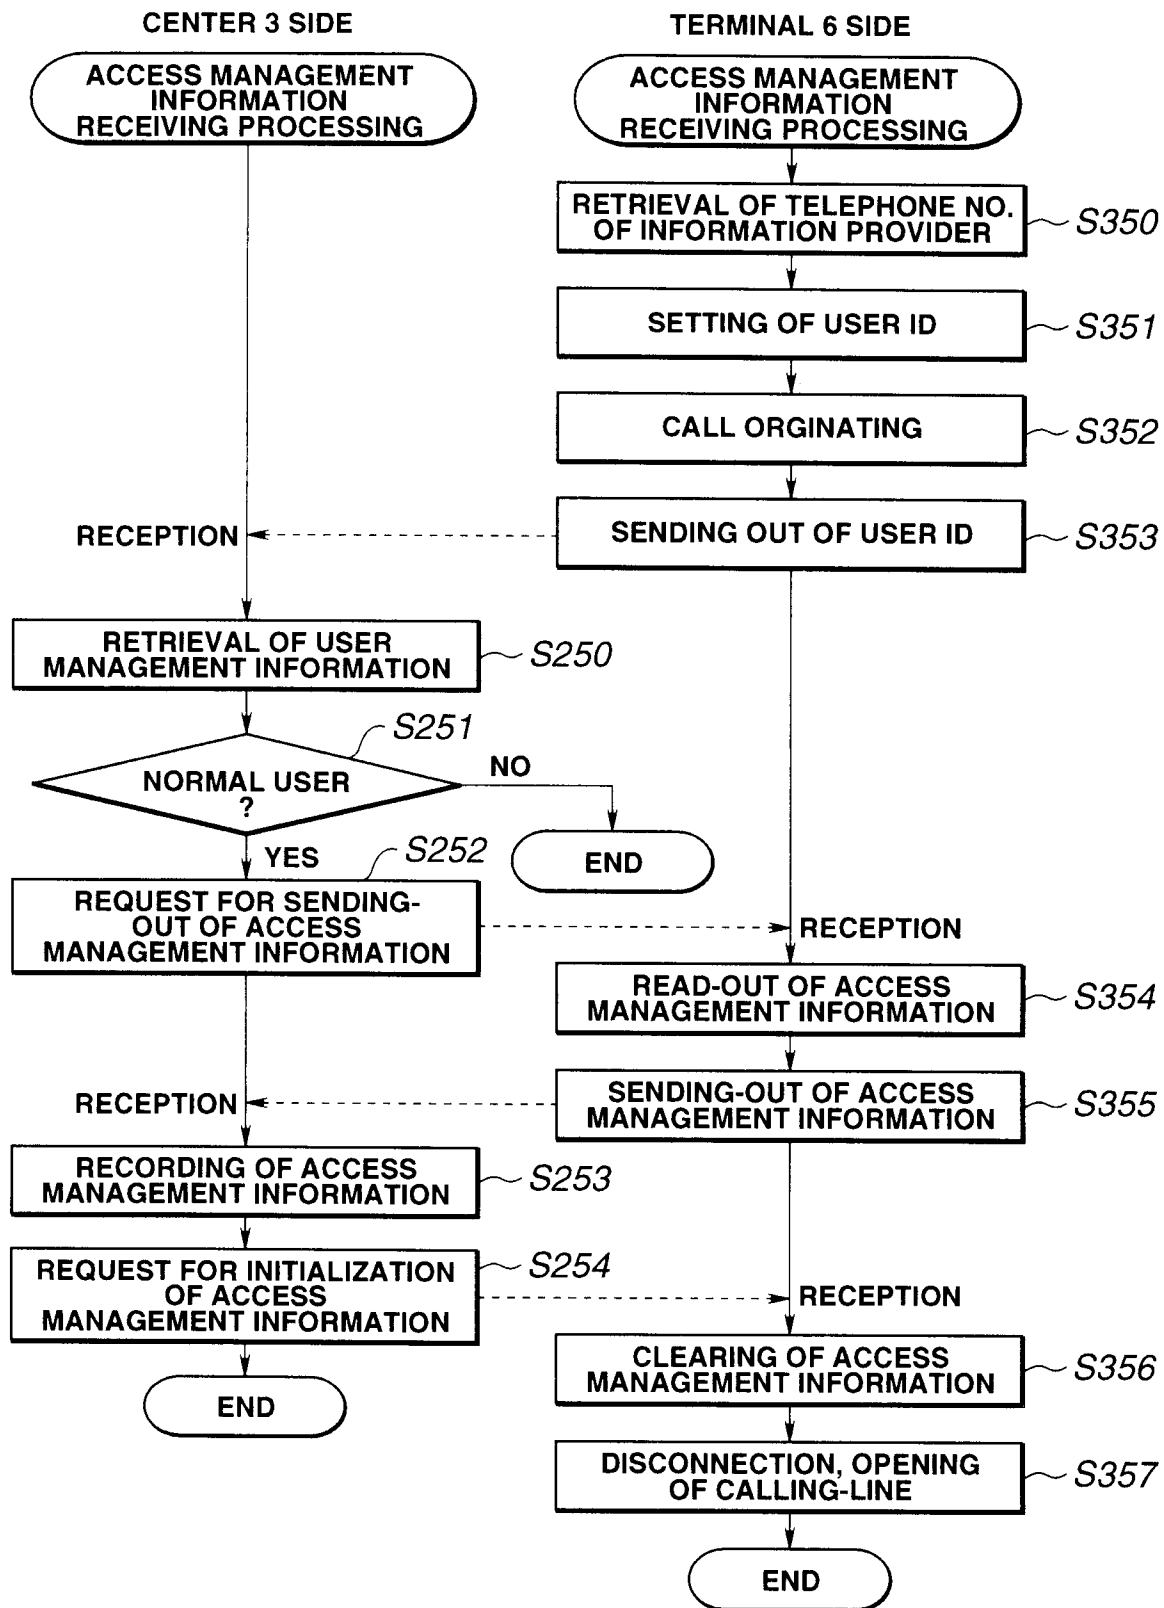 CENTER 3 SIDE
ACCESS MANAGEMENT
INFORMATION
RECEIVING PROCESSING
RECEPTION
RETRIEVAL OF USER
MANAGEMENT INFORMATION
S250
S251
NORMAL USER
?
NO
END
YES
S252
REQUEST FOR SENDING-
OUT OF ACCESS
MANAGEMENT INFORMATION
RECEPTION
RECORDING OF ACCESS
MANAGEMENT INFORMATION
S253
REQUEST FOR INITIALIZATION
OF ACCESS
MANAGEMENT INFORMATION
S254
END
TERMINAL 6 SIDE
ACCESS MANAGEMENT
INFORMATION
RECEIVING PROCESSING
RETRIEVAL OF TELEPHONE NO.
OF INFORMATION PROVIDER
S350
SETTING OF USER ID
S351
CALL ORGINATING
S352
SENDING OUT OF USER ID
S353
RECEPTION
READ-OUT OF ACCESS
MANAGEMENT INFORMATION
S354
SENDING-OUT OF ACCESS
MANAGEMENT INFORMATION
S355
RECEPTION
CLEARING OF ACCESS
MANAGEMENT INFORMATION
S356
DISCONNECTION, OPENING
OF CALLING-LINE
S357
END